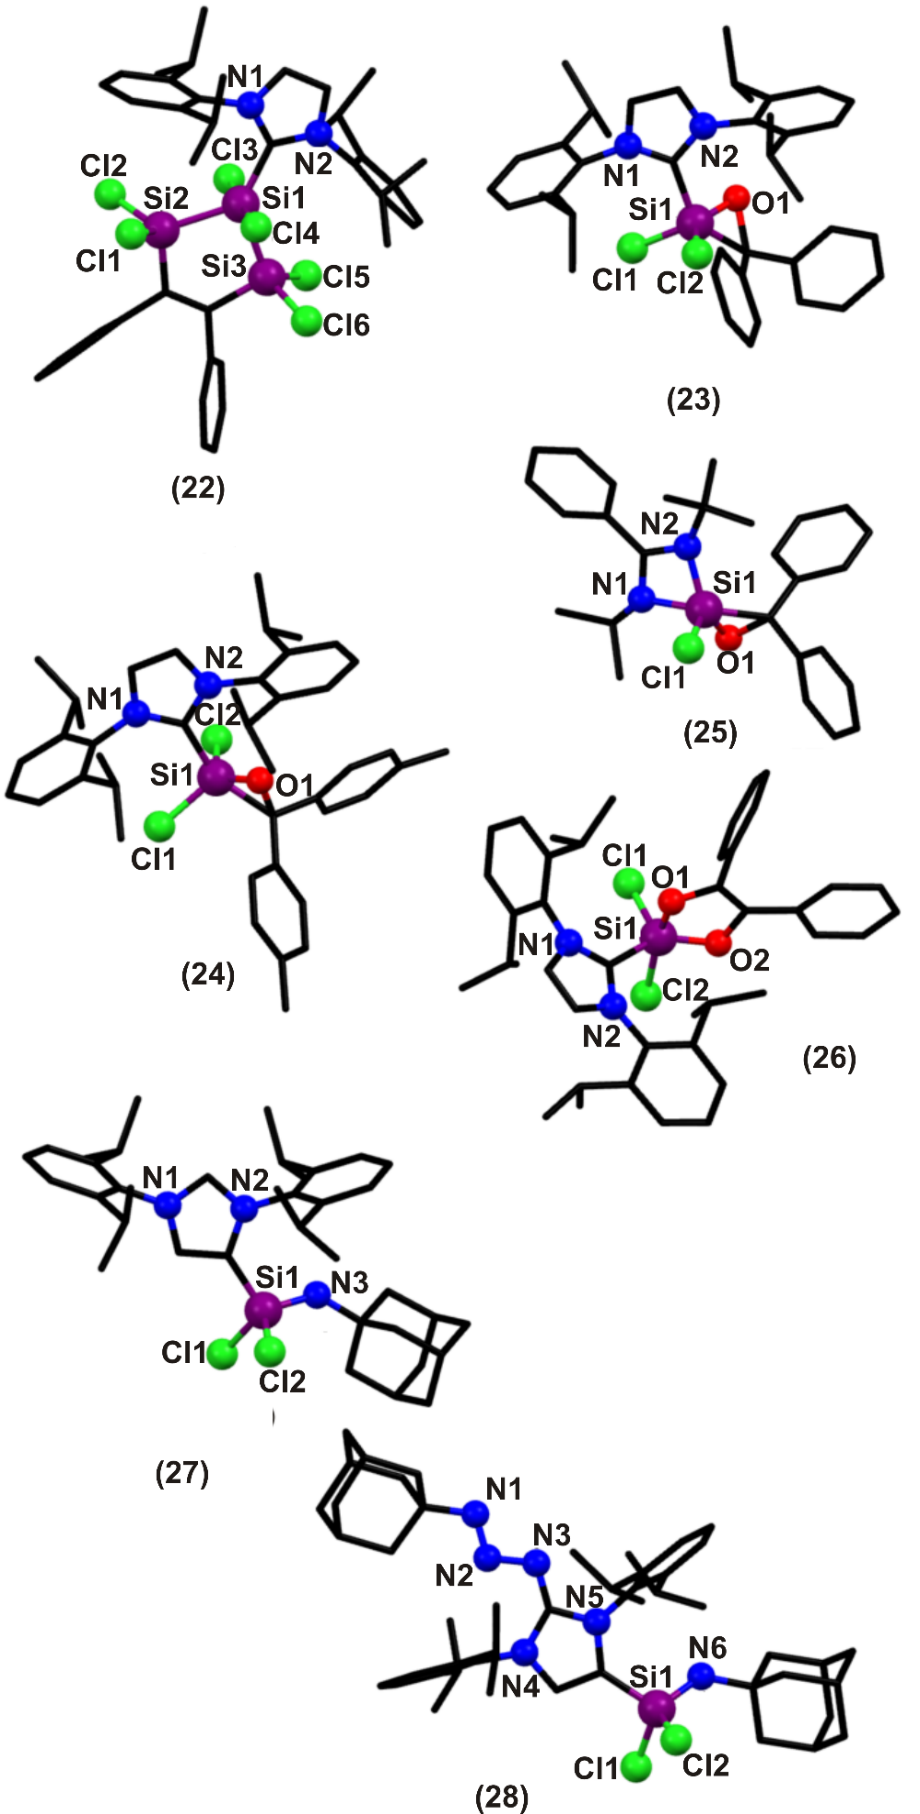 N1
N2
Cl3
Cl2
Si2
Si1
Cl4
Cl1
Si3
Cl5
Cl6
(22)
N1
N2
Si1
O1
Cl1
Cl2
(23)
N2
N1
Si1
Cl1
O1
(25)
N2
N1
Cl2
Si1
O1
Cl1
(24)
Cl1
O1
Si1
N1
O2
Cl2
N2
(26)
N1
N2
Si1
N3
Cl1
Cl2
)
(27)
N1
N3
N2
N5
N6
Si1
N4
Cl2
Cl1
(28)